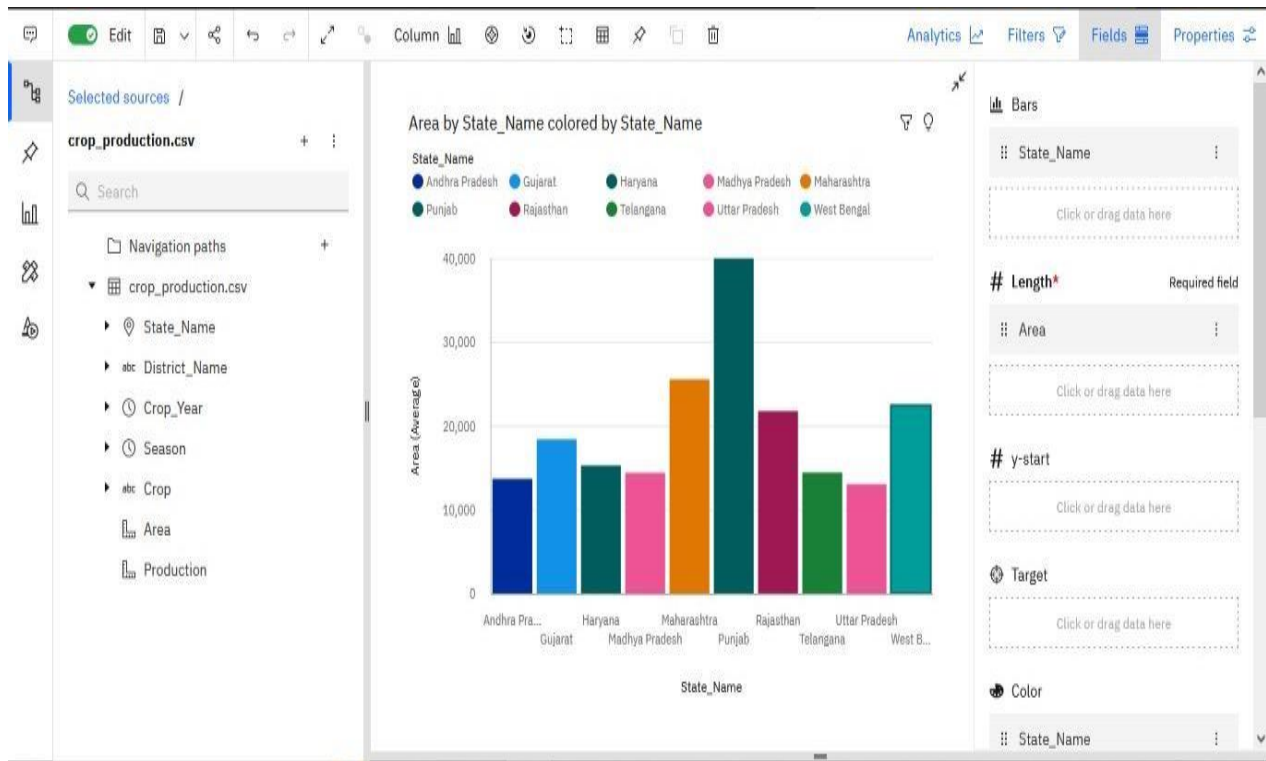 Edit Column Analytics Filters Fields Properties
Selected sources /
crop_production.csv
Search
Navigation paths
crop_production.csv
State_Name
abc District_Name
Crop_Year
Season
abc Crop
Area
Production
Area by State_Name colored by State_Name
State_Name
Andhra Pradesh Gujarat Haryana Madhya Pradesh Maharashtra
Punjab Rajasthan Telangana Uttar Pradesh West Bengal
Area (Average)
40,000
30,000
20,000
10,000
0
Andhra Pra... Haryana Maharashtra Rajasthan Uttar Pradesh
Gujarat Madhya Pradesh Punjab Telangana West B...
State_Name
Bars
State_Name
Click or drag data here
# Length* Required field
Area
Click or drag data here
# y-start
Click or drag data here
Target
Click or drag data here
Color
State_Name